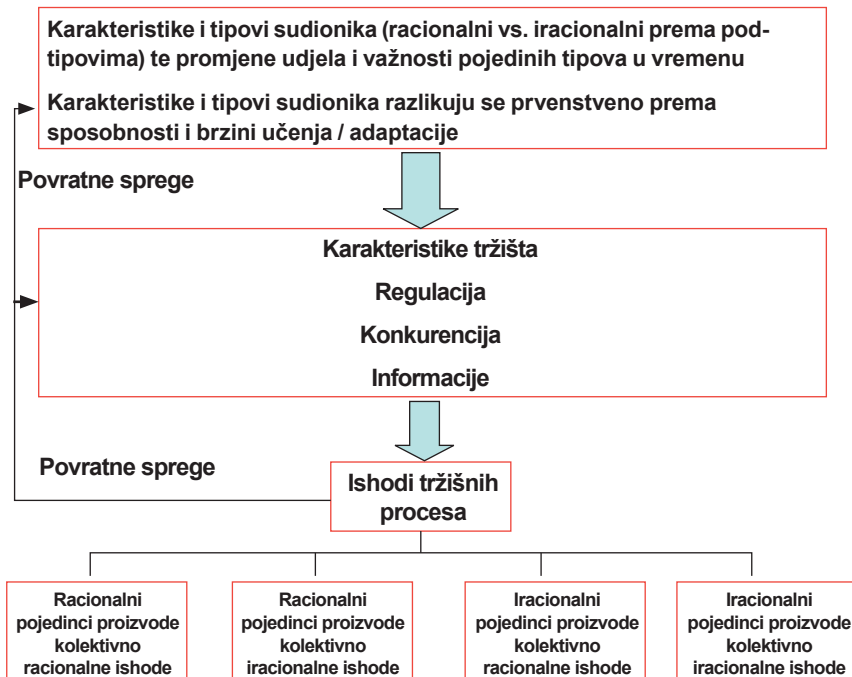 Karakteristike i tipovi sudionika (racionalni vs. iracionalni prema pod-
tipovima) te promjene udjela i važnosti pojedinih tipova u vremenu
Karakteristike i tipovi sudionika razlikuju se prvenstveno prema
sposobnosti i brzini učenja / adaptacije
Povratne sprege
Karakteristike tržišta
Regulacija
Konkurencija
Informacije
Povratne sprege
Ishodi tržišnih
procesa
Racionalni
pojedinci proizvode
kolektivno
racionalne ishode
Racionalni
pojedinci proizvode
kolektivno
iracionalne ishode
Iracionalni
pojedinci proizvode
kolektivno
racionalne ishode
Iracionalni
pojedinci proizvode
kolektivno
iracionalne ishode